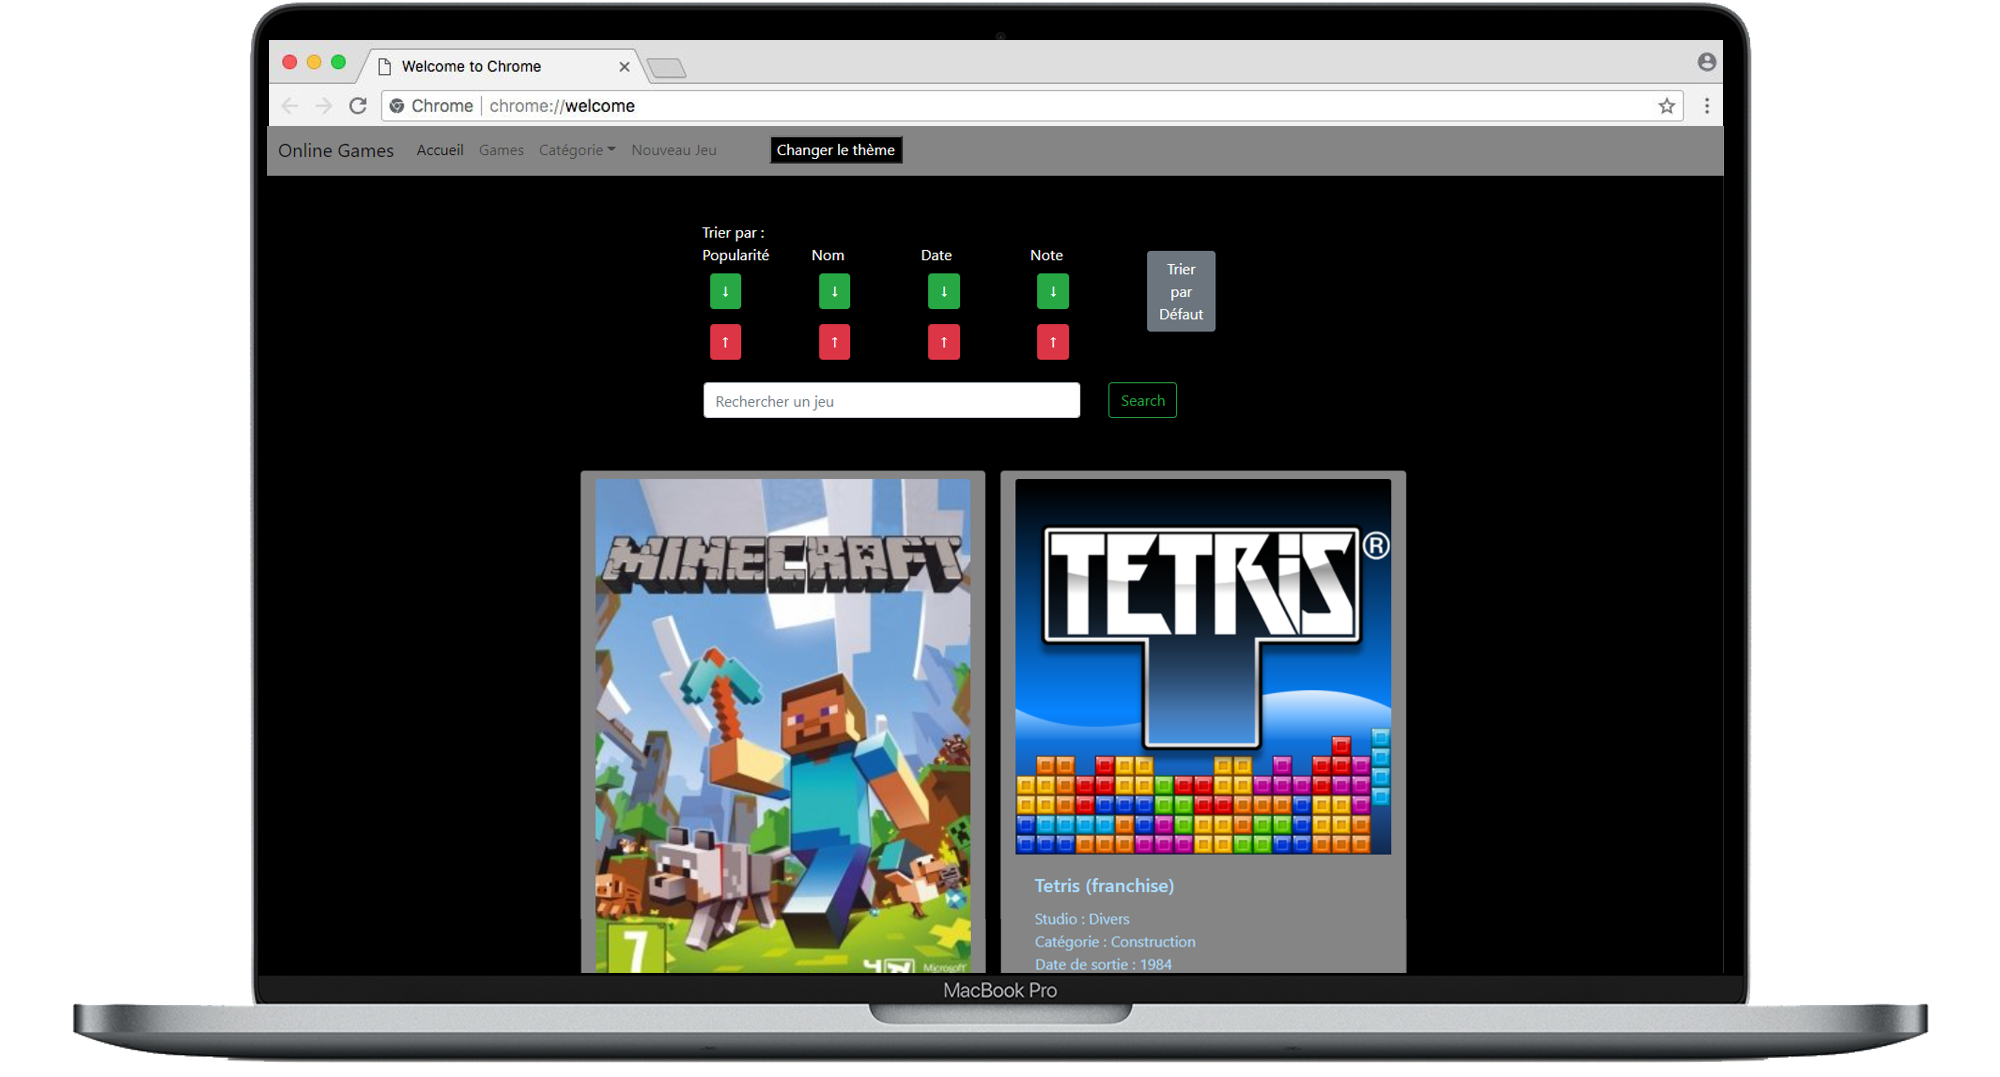 Welcome to Chrome
Chrome | chrome://welcome
Online Games Accueil Games Catégorie Nouveau Jeu Changer le thème
Trier par :
Popularité Nom Date Note
↓ ↓ ↓ ↓
↑ ↑ ↑ ↑
Trier
par
Défaut
Rechercher un jeu Search
MINECRAFT
7
Microsoft
TETRIS®
Tetris (franchise)
Studio : Divers
Catégorie : Construction
Date de sortie : 1984
MacBook Pro